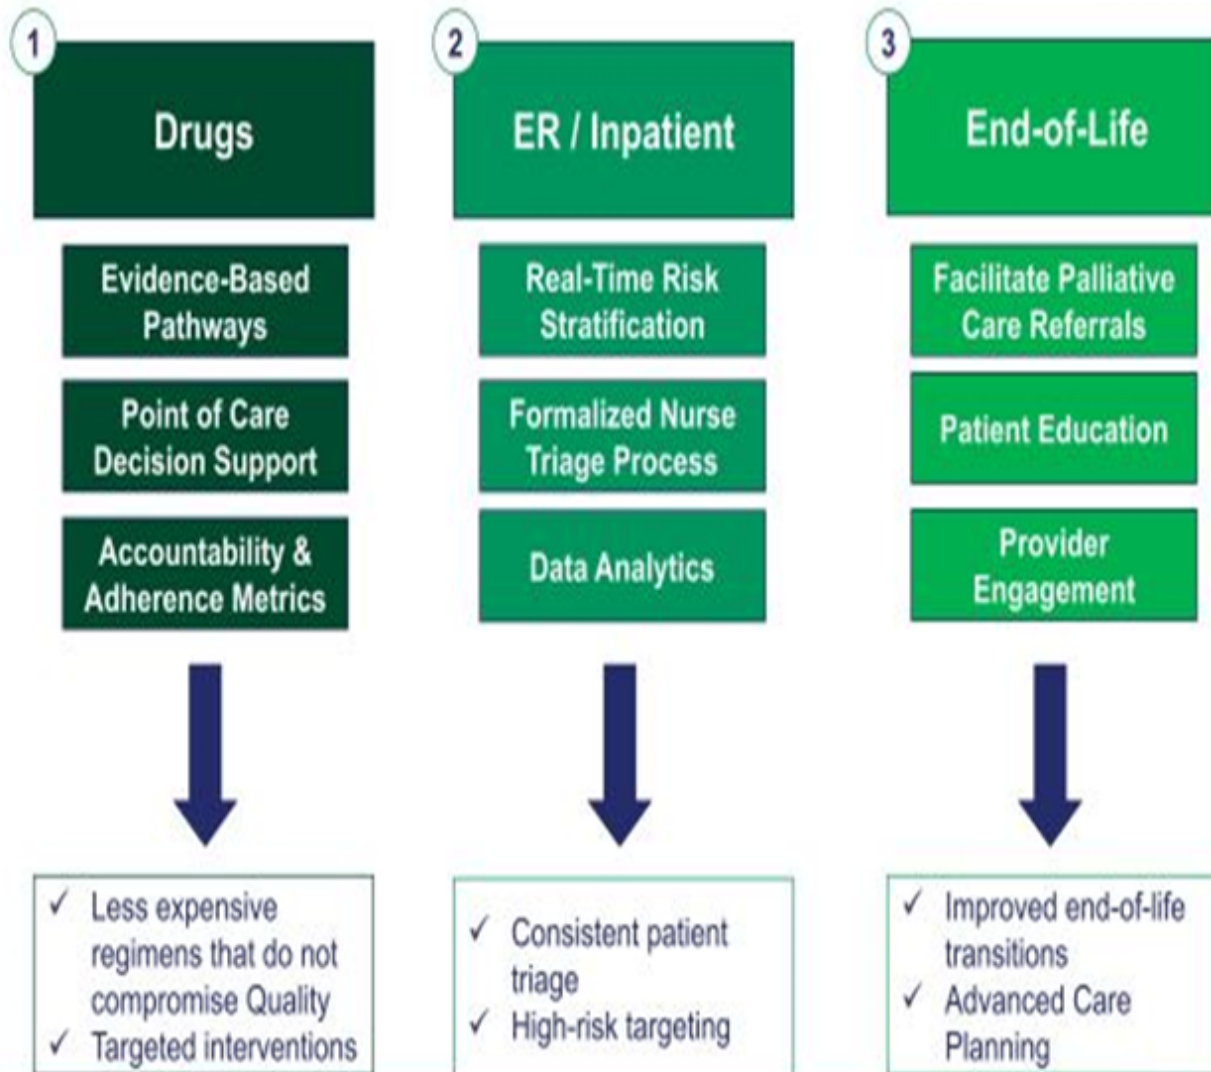 1
Drugs
Evidence-Based
Pathways
Point of Care
Decision Support
Accountability &
Adherence Metrics
✓ Less expensive
regimens that do not
compromise Quality
✓ Targeted interventions
2
ER / Inpatient
Real-Time Risk
Stratification
Formalized Nurse
Triage Process
Data Analytics
✓ Consistent patient
triage
✓ High-risk targeting
3
End-of-Life
Facilitate Palliative
Care Referrals
Patient Education
Provider
Engagement
✓ Improved end-of-life
transitions
✓ Advanced Care
Planning